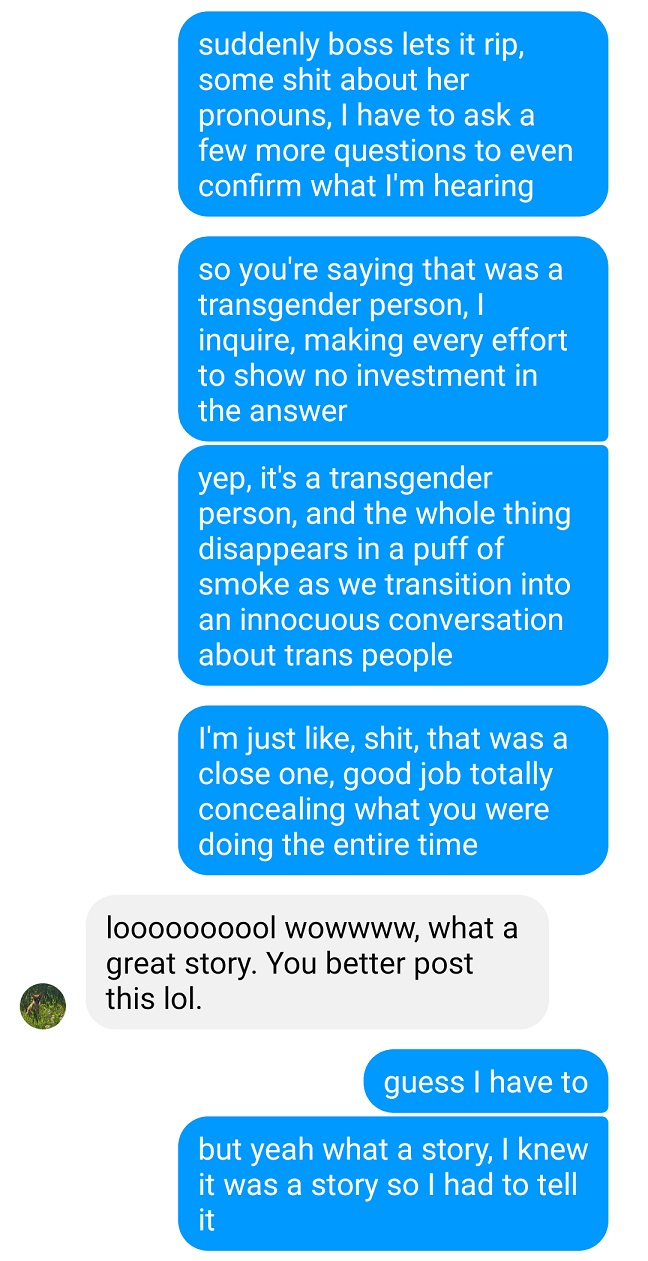 suddenly boss lets it rip,
some shit about her
pronouns, I have to ask a
few more questions to even
confirm what I'm hearing
so you're saying that was a
transgender person, I
inquire, making every effort
to show no investment in
the answer
yep, it's a transgender
person, and the whole thing
disappears in a puff of
smoke as we transition into
an innocuous conversation
about trans people
I'm just like, shit, that was a
close one, good job totally
concealing what you were
doing the entire time
looooooooool wowwww, what a
great story. You better post
this lol.
guess I have to
but yeah what a story, I knew
it was a story so I had to tell
it